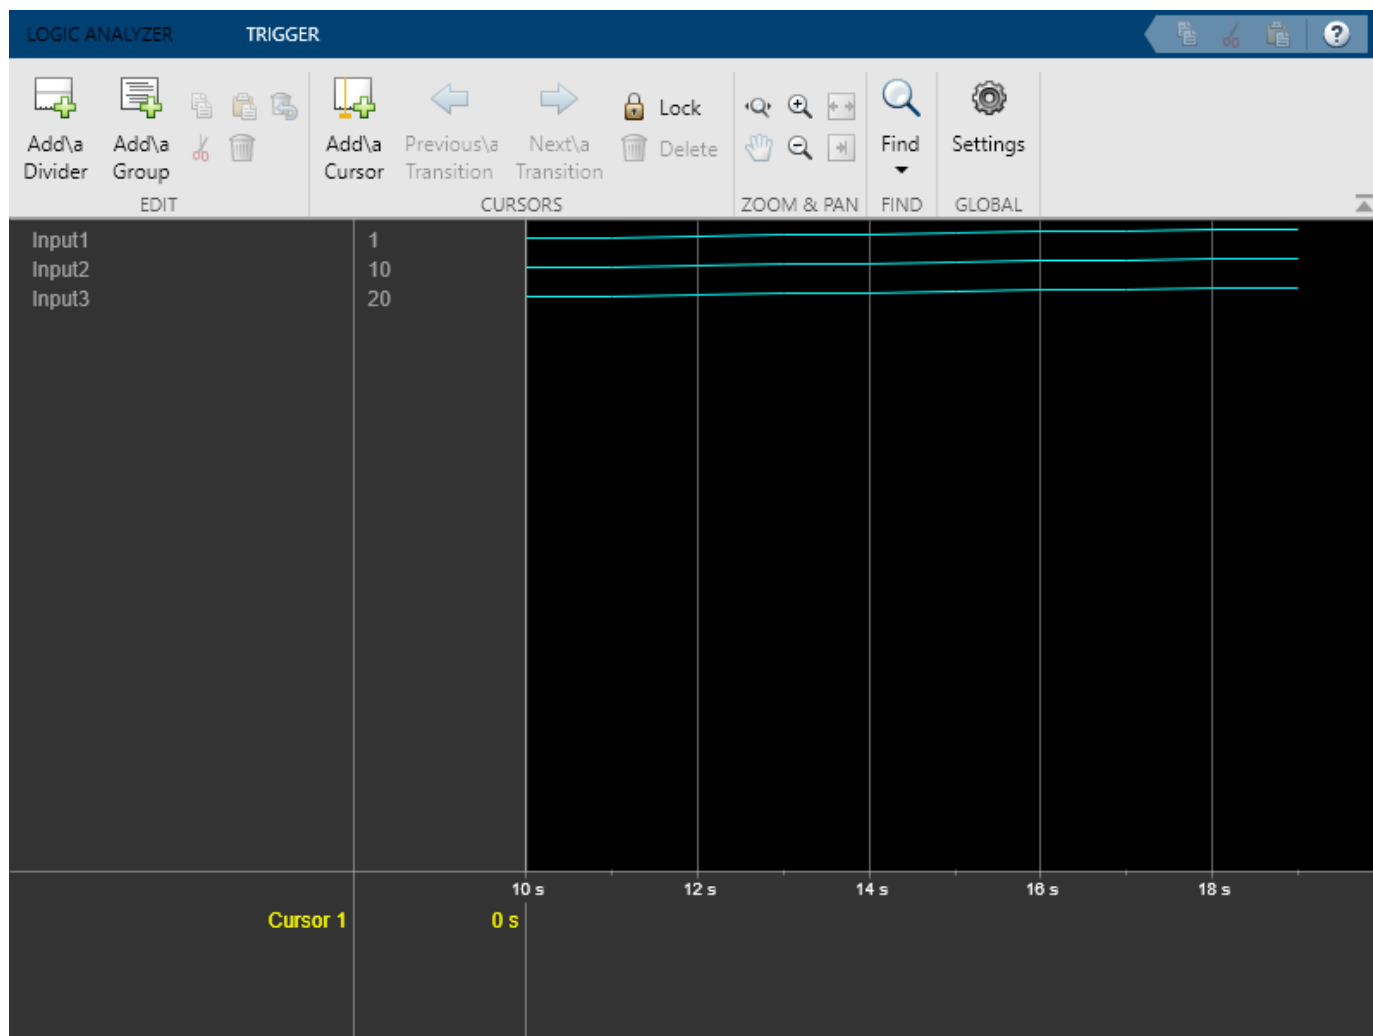 LOGIC ANALYZER TRIGGER
?
Add\a Divider
Add\a Group
Add\a Cursor
Previous\a Transition
Next\a Transition
Lock
Delete
Find
Settings
EDIT CURSORS ZOOM & PAN FIND GLOBAL
Input1 1
Input2 10
Input3 20
10 s 12 s 14 s 16 s 18 s
Cursor 1 0 s